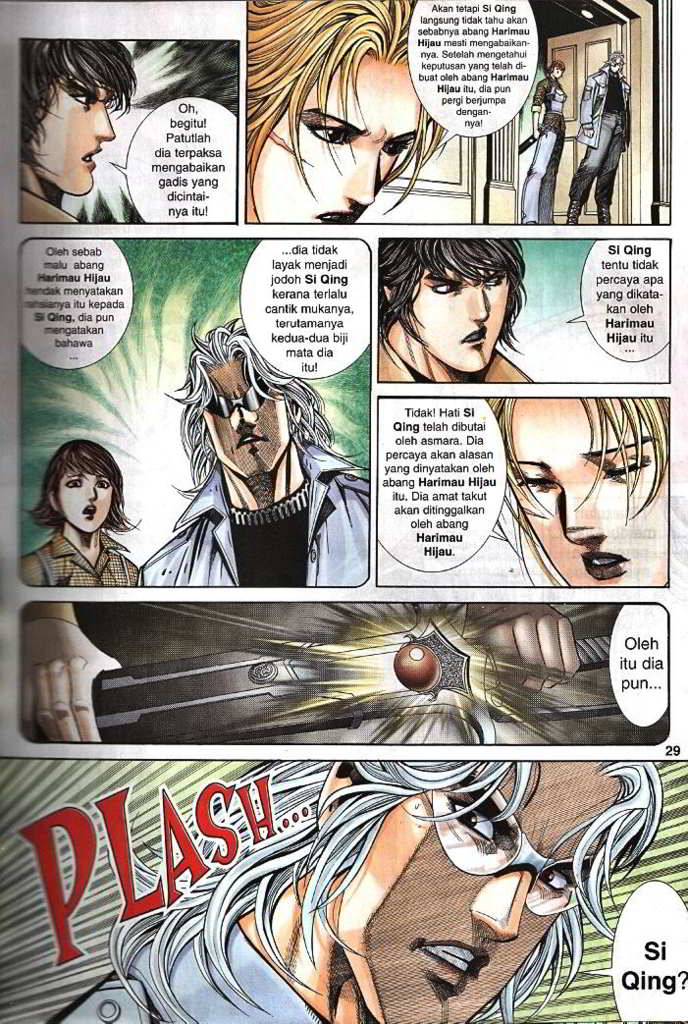 Oh,
begitu!
Patutlah
dia terpaksa
mengabaikan
gadis yang
dicintai-
nya itu!
Akan tetapi Si Qing
langsung tidak tahu akan
sebabnya abang Harimau
Hijau mesti mengabaikan-
nya. Setelah mengetahui
keputusan yang telah di-
buat oleh abang Harimau
Hijau itu, dia pun
pergi berjumpa
dengan-
nya!
Oleh sebab
malu abang
Harimau Hijau
hendak menyatakan
rahsianya itu kepada
Si Qing, dia pun
mengatakan
bahawa
...
...dia tidak
layak menjadi
jodoh Si Qing
kerana terlalu
cantik mukanya,
terutamanya
kedua-dua biji
mata dia
itu!
Si Qing
tentu tidak
percaya apa
yang dikata-
kan oleh
Harimau
Hijau itu
...
Tidak! Hati Si
Qing telah dibutai
oleh asmara. Dia
percaya akan alasan
yang dinyatakan oleh
abang Harimau Hijau
itu. Dia amat takut
akan ditinggalkan
oleh abang
Harimau
Hijau.
Oleh
itu dia
pun...
29
PLASH...
Si
Qing?